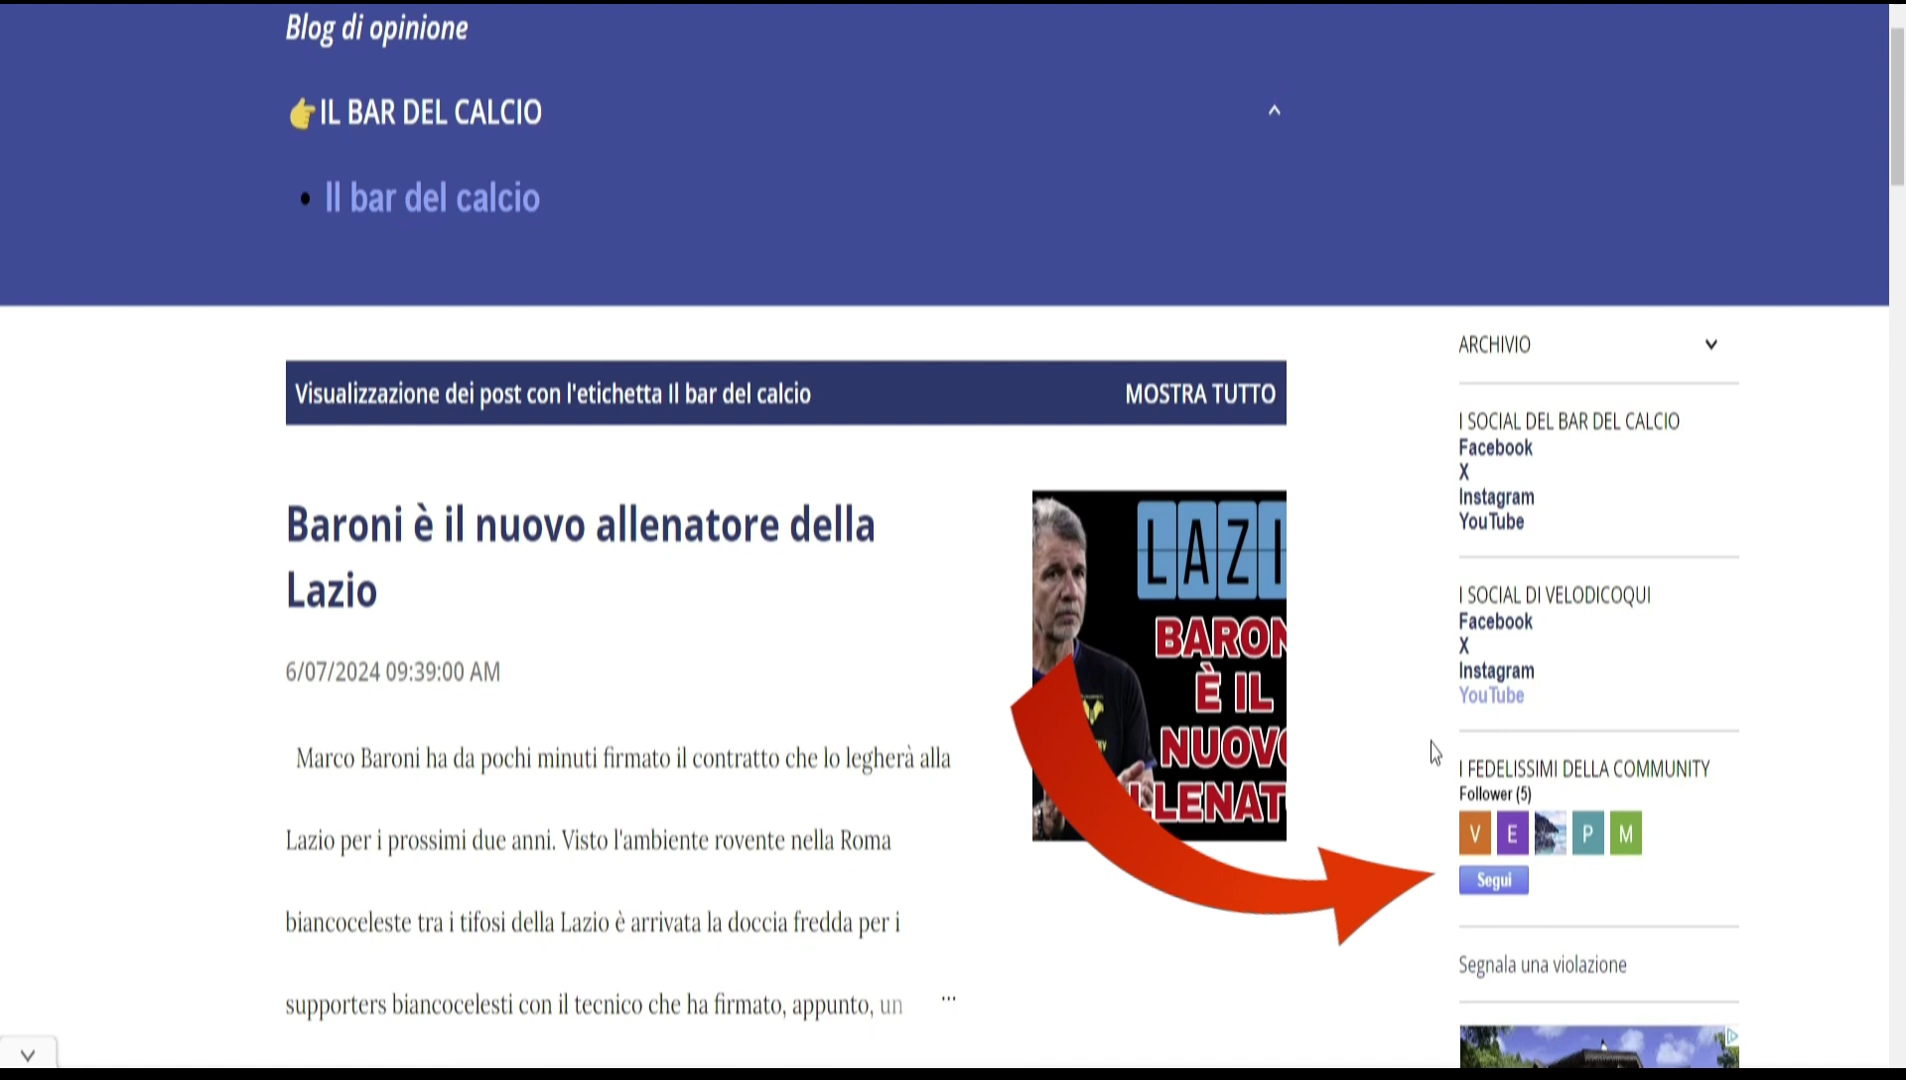 Blog di opinione
👉IL BAR DEL CALCIO
Il bar del calcio
Visualizzazione dei post con l'etichetta Il bar del calcio
MOSTRA TUTTO
Baroni è il nuovo allenatore della
Lazio
6/07/2024 09:39:00 AM
Marco Baroni ha da pochi minuti firmato il contratto che lo legherà alla
Lazio per i prossimi due anni. Visto l'ambiente rovente nella Roma
biancoceleste tra i tifosi della Lazio è arrivata la doccia fredda per i
supporters biancocelesti con il tecnico che ha firmato, appunto, un ...
LAZI
BARON
È IL
NUOVO
LLENAT
ARCHIVIO
I SOCIAL DEL BAR DEL CALCIO
Facebook
X
Instagram
YouTube
I SOCIAL DI VELODICOQUI
Facebook
X
Instagram
YouTube
I FEDELISSIMI DELLA COMMUNITY
Follower (5)
V E P M
Segui
Segnala una violazione